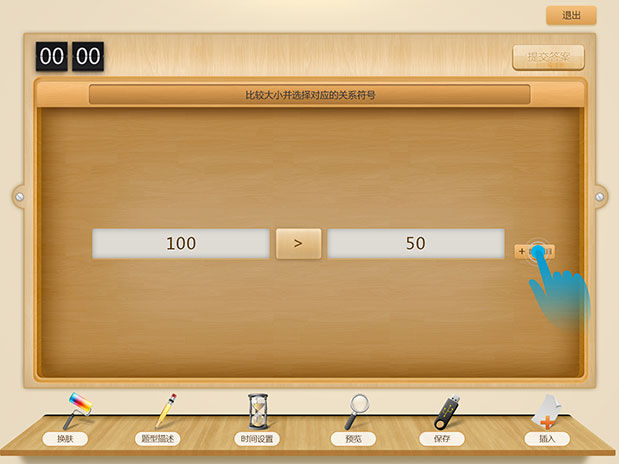 退出
00 00
提交答案
比较大小并选择对应的关系符号
100 > 50
+
换肤
题型描述
时间设置
预览
保存
插入